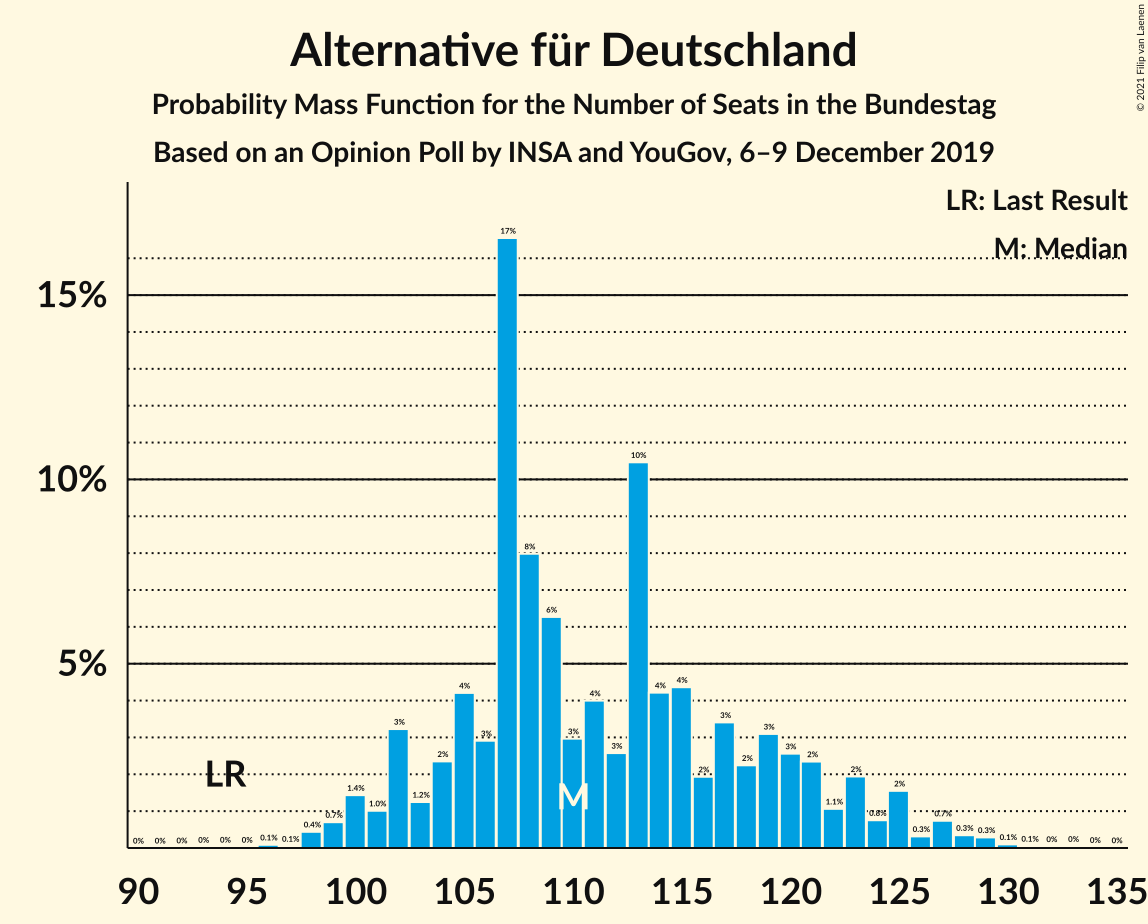 Alternative für Deutschland
Probability Mass Function for the Number of Seats in the Bundestag
Based on an Opinion Poll by INSA and YouGov, 6–9 December 2019
© 2021 Filip van Laenen
LR: Last Result
M: Median
15%
10%
5%
0% 0% 0% 0% 0% 0% 0.1% 0.1% 0.4% 0.7% 1.4% 1.0% 3% 1.2% 2% 4% 3% 17% 8% 6% 3% 4% 3% 10% 4% 4% 2% 3% 2% 3% 3% 2% 1.1% 2% 0.8% 2% 0.3% 0.7% 0.3% 0.3% 0.1% 0.1% 0% 0% 0% 0%
LR
M
90 95 100 105 110 115 120 125 130 135